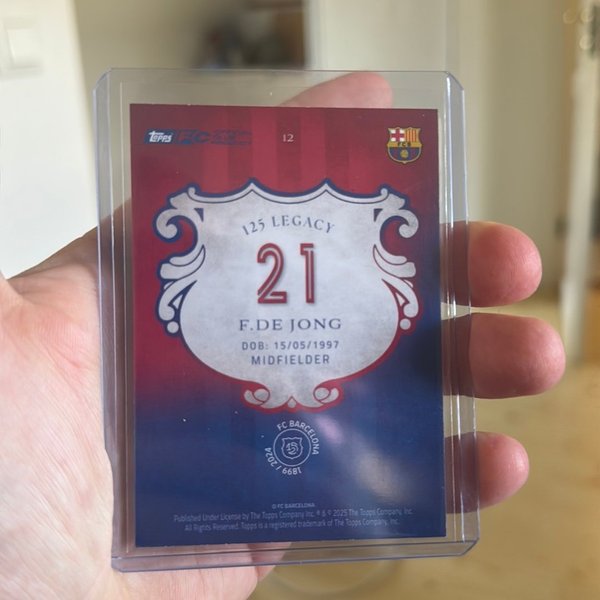 topps
12
FCB
125 LEGACY
21
F.DE JONG
DOB: 15/05/1997
MIDFIELDER
FC BARCELONA
125
1899 / 2024
© FC BARCELONA
Published Under License by The Topps Company Inc. ® & © 2025 The Topps Company, Inc.
All Rights Reserved. Topps is a registered trademark of The Topps Company, Inc.